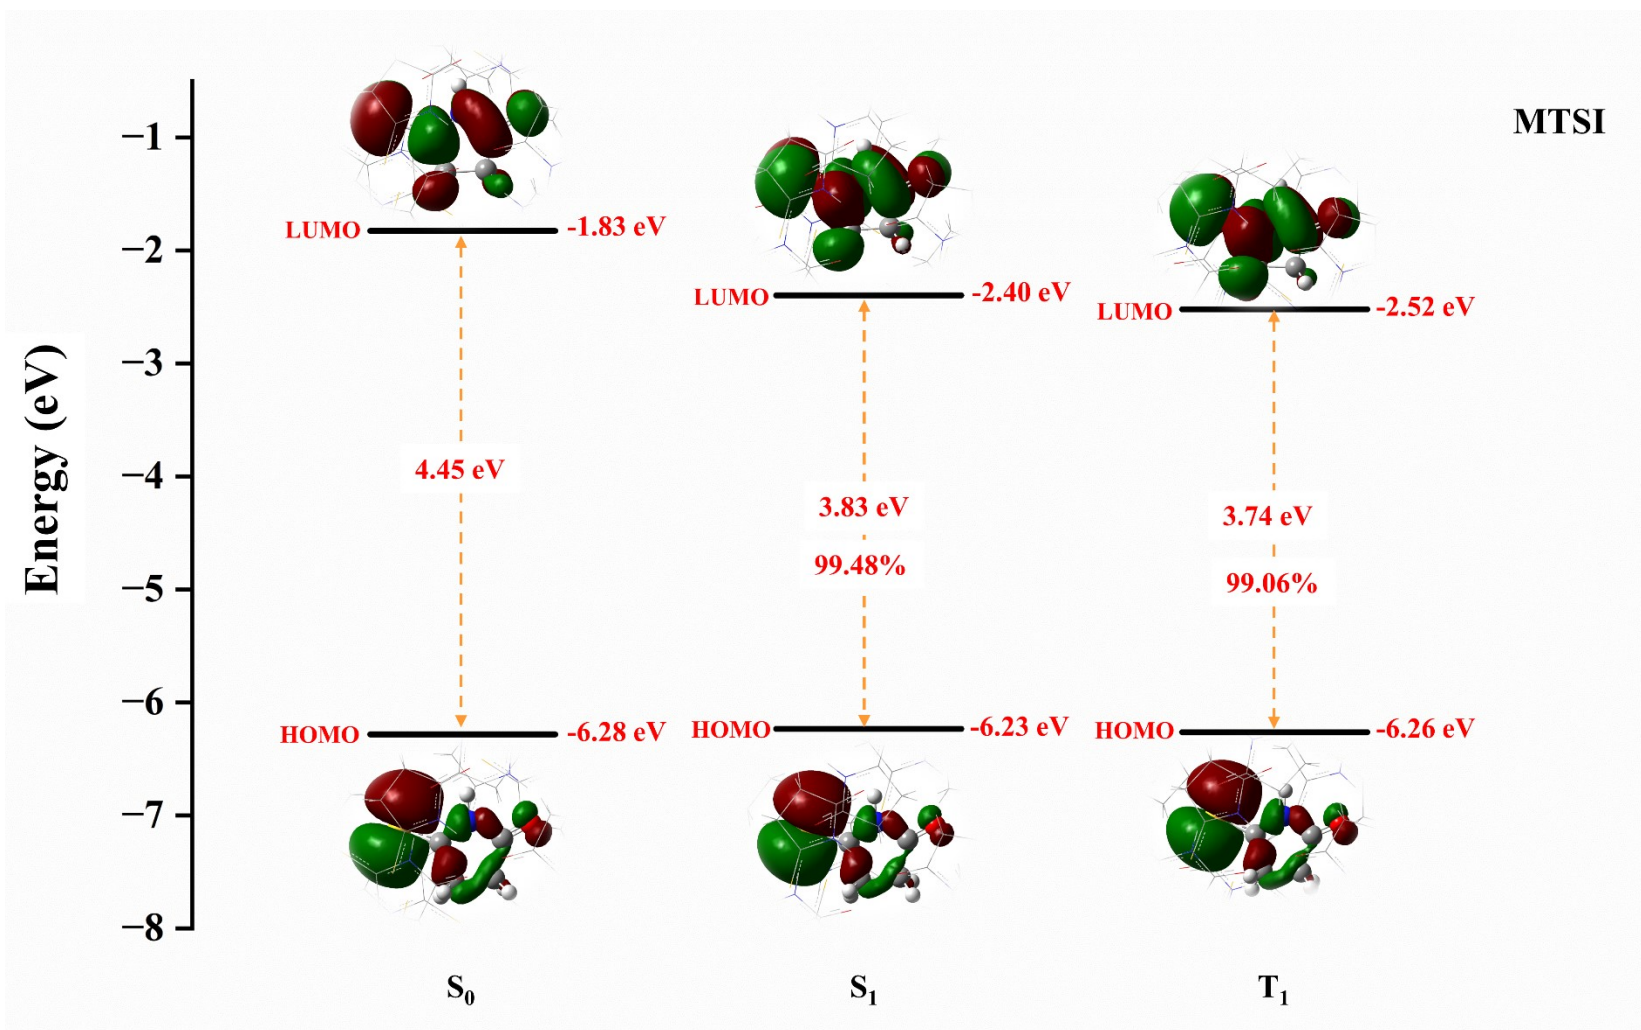 MTSI
Energy (eV)
−1
−2
−3
−4
−5
−6
−7
−8
LUMO
-1.83 eV
4.45 eV
HOMO
-6.28 eV
S₀
LUMO
-2.40 eV
3.83 eV
99.48%
HOMO
-6.23 eV
S₁
LUMO
-2.52 eV
3.74 eV
99.06%
HOMO
-6.26 eV
T₁